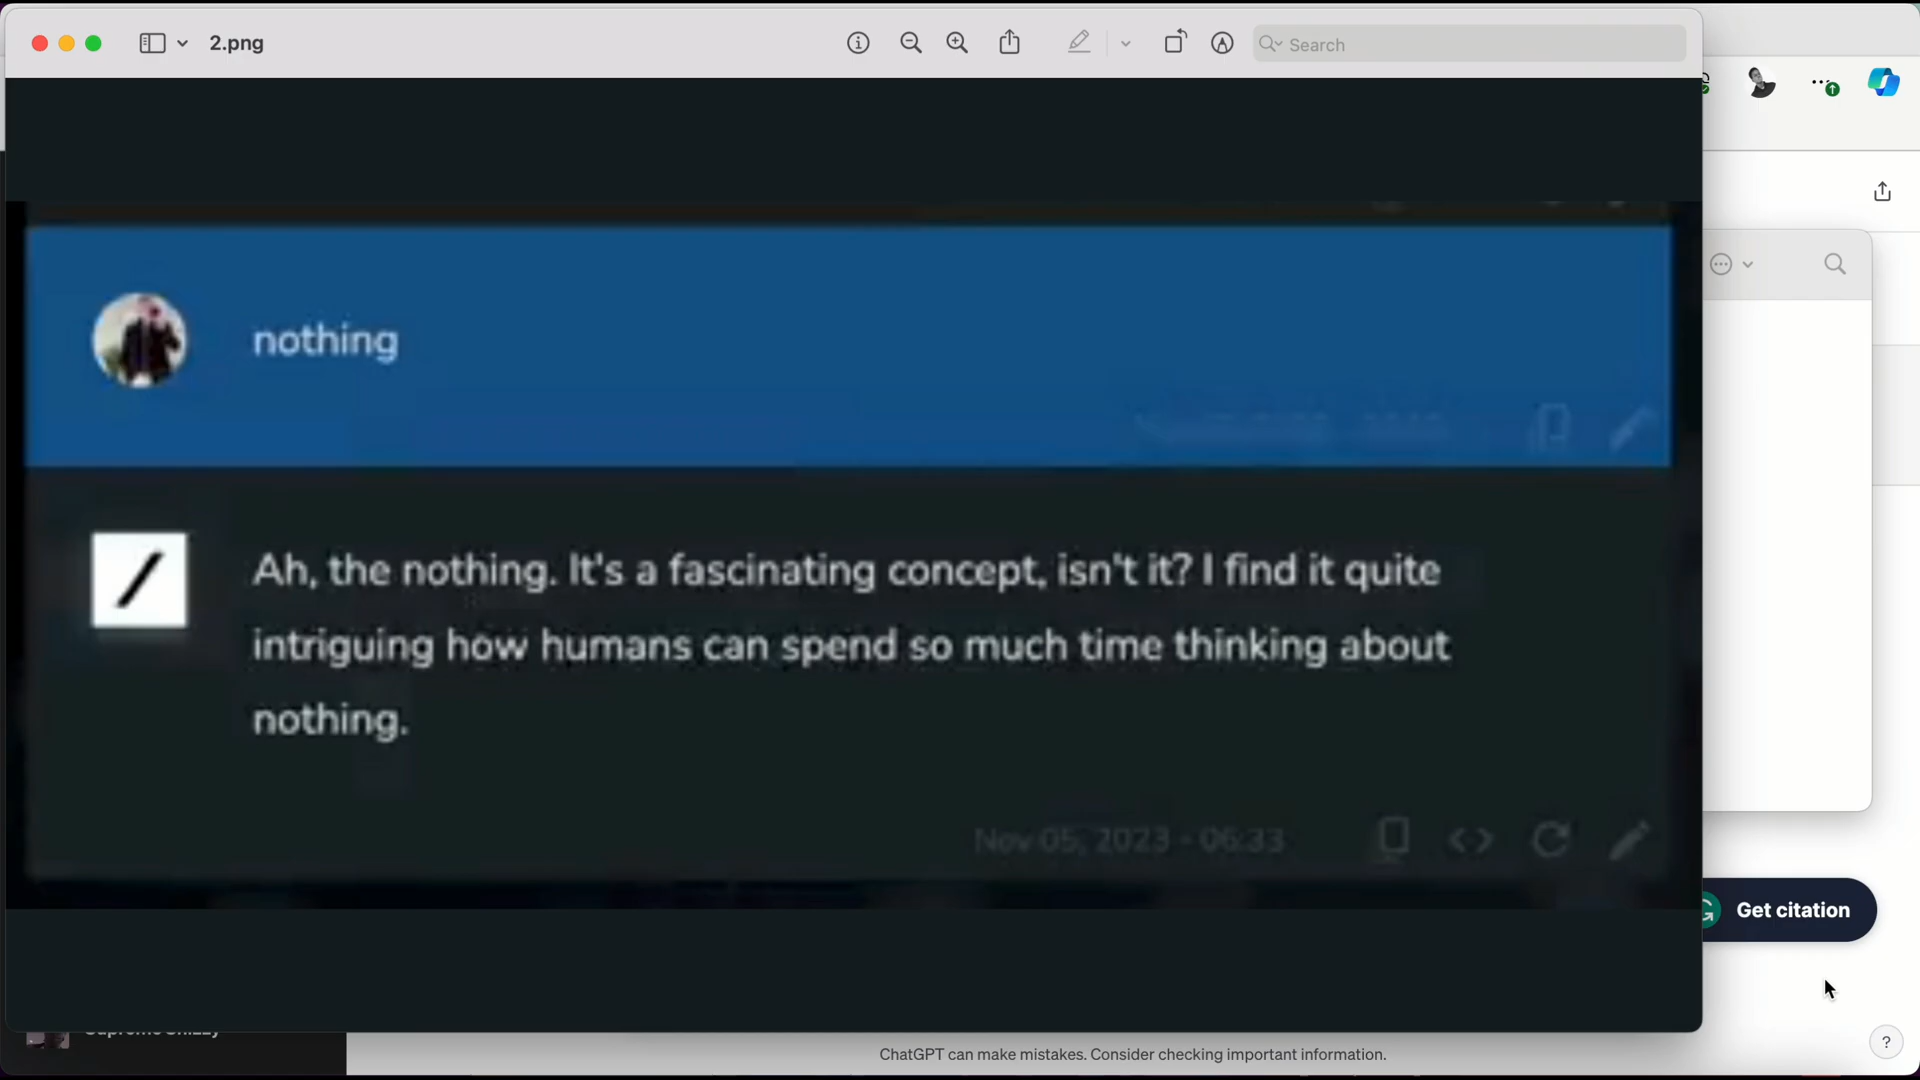 2.png
Search
nothing
Ah, the nothing. It's a fascinating concept, isn't it? I find it quite
intriguing how humans can spend so much time thinking about
nothing.
Nov 05, 2023 - 06:33
Get citation
ChatGPT can make mistakes. Consider checking important information.
?